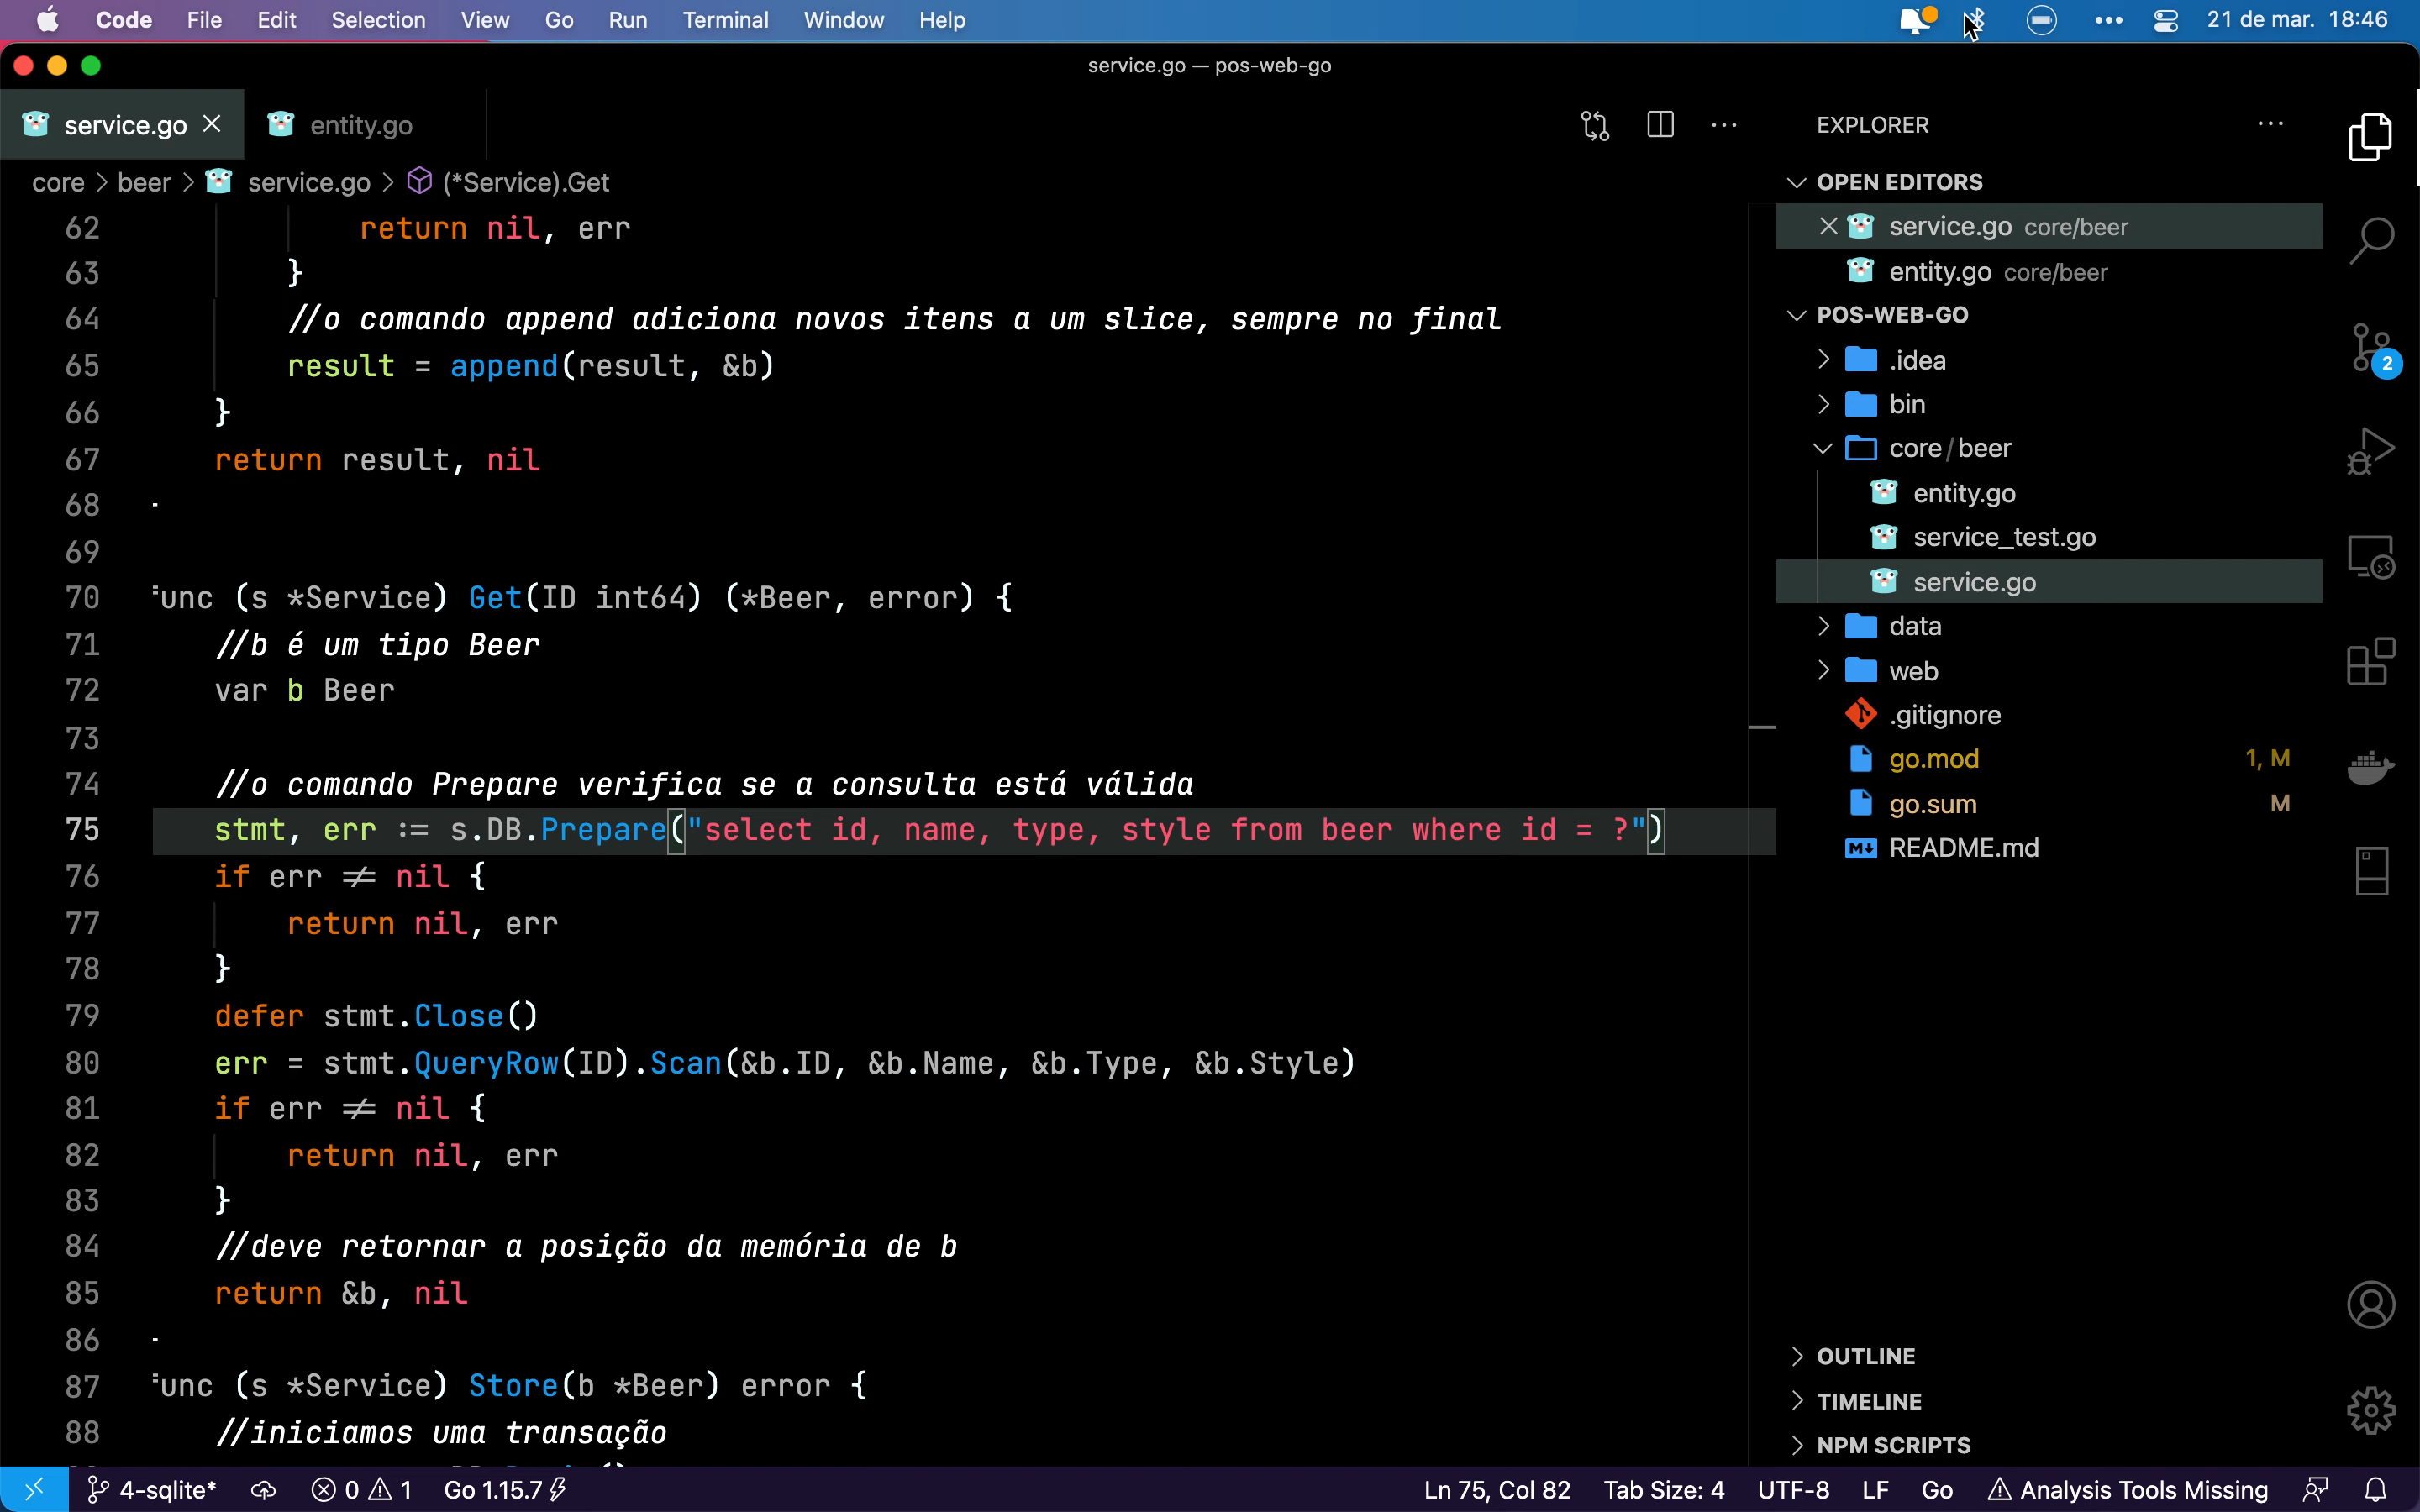 Code File Edit Selection View Go Run Terminal Window Help 21 de mar. 18:46
service.go — pos-web-go
service.go entity.go
core > beer > service.go > (*Service).Get
62 return nil, err
63 }
64 //o comando append adiciona novos itens a um slice, sempre no final
65 result = append(result, &b)
66 }
67 return result, nil
68
69
70 func (s *Service) Get(ID int64) (*Beer, error) {
71 //b é um tipo Beer
72 var b Beer
73
74 //o comando Prepare verifica se a consulta está válida
75 stmt, err := s.DB.Prepare("select id, name, type, style from beer where id = ?")
76 if err != nil {
77 return nil, err
78 }
79 defer stmt.Close()
80 err = stmt.QueryRow(ID).Scan(&b.ID, &b.Name, &b.Type, &b.Style)
81 if err != nil {
82 return nil, err
83 }
84 //deve retornar a posição da memória de b
85 return &b, nil
86
87 func (s *Service) Store(b *Beer) error {
88 //iniciamos uma transação
EXPLORER
OPEN EDITORS
service.go core/beer
entity.go core/beer
POS-WEB-GO
.idea
bin
core/beer
entity.go
service_test.go
service.go
data
web
.gitignore
go.mod 1, M
go.sum M
README.md
OUTLINE
TIMELINE
NPM SCRIPTS
2
4-sqlite* 0 1 Go 1.15.7 Ln 75, Col 82 Tab Size: 4 UTF-8 LF Go Analysis Tools Missing